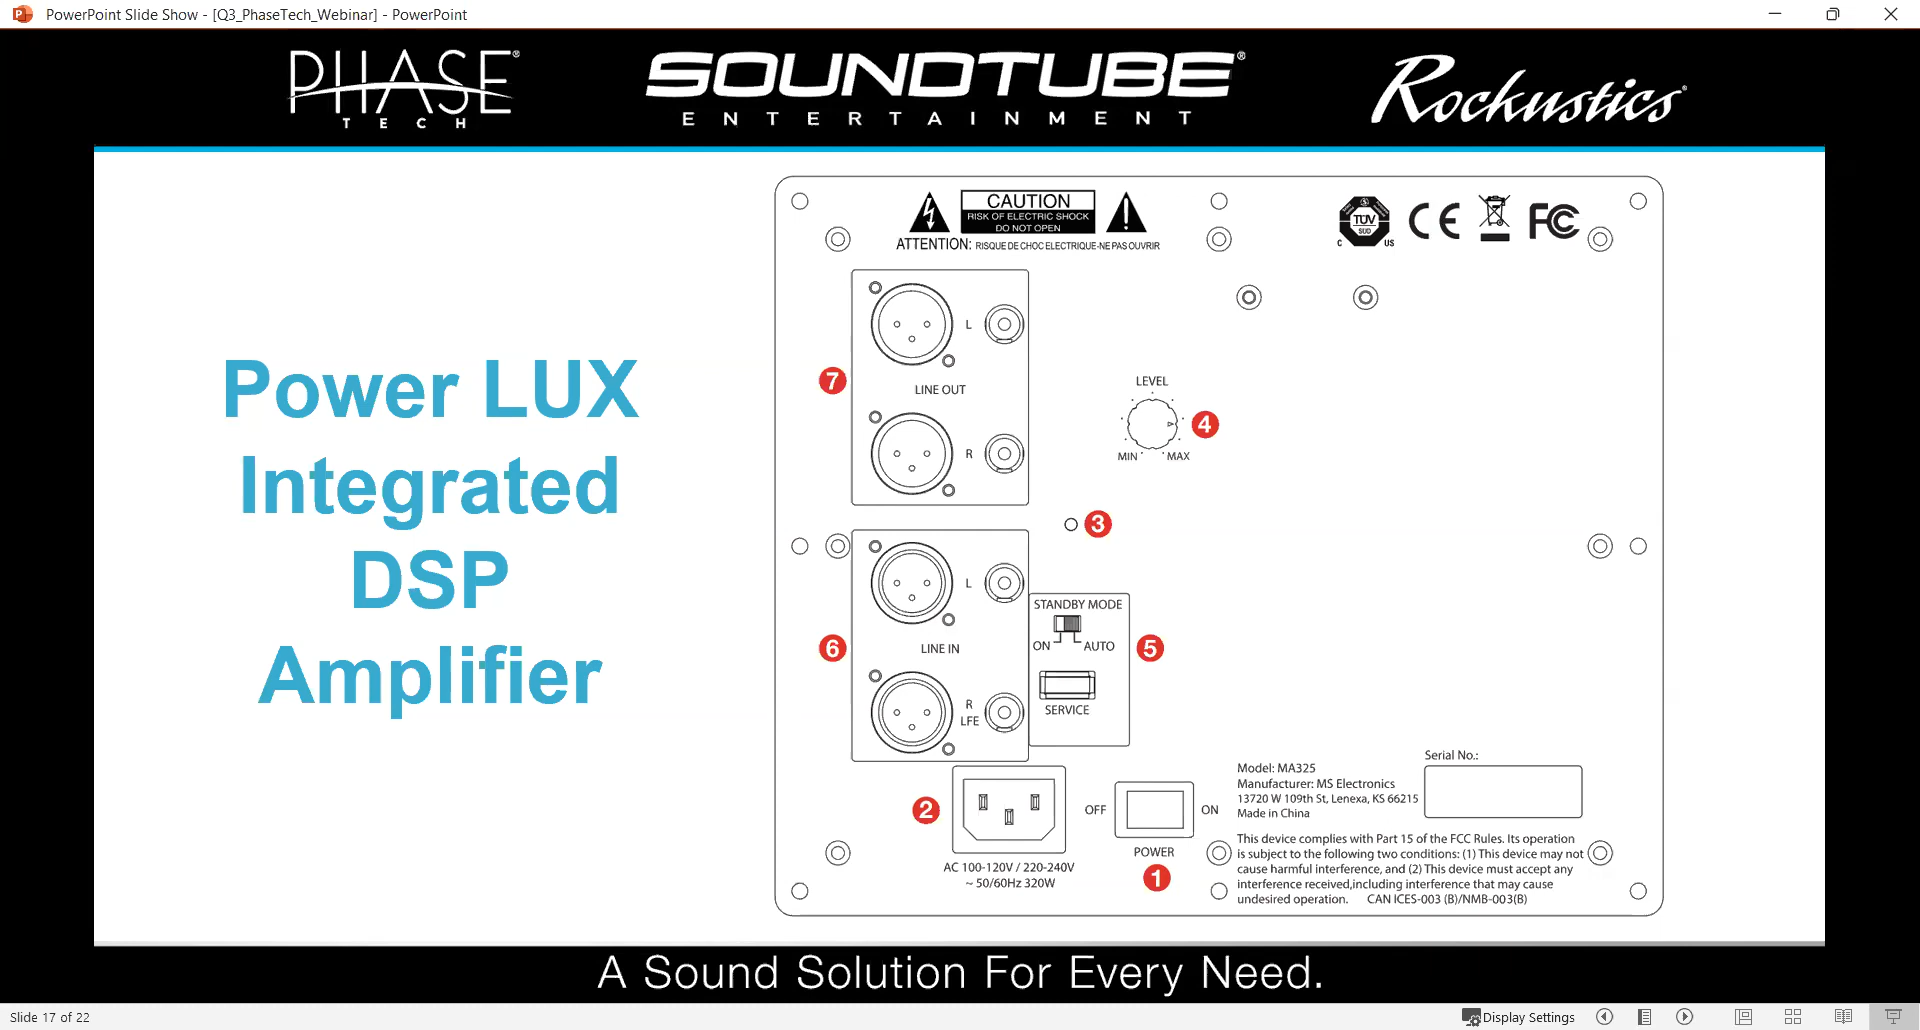 PowerPoint Slide Show - [Q3_PhaseTech_Webinar] - PowerPoint
PHASE®
TECH
SOUNDTUBE®
ENTERTAINMENT
Rockustics®
Power LUX
Integrated
DSP
Amplifier
CAUTION
RISK OF ELECTRIC SHOCK
DO NOT OPEN
ATTENTION: RISQUE DE CHOC ELECTRIQUE-NE PAS OUVRIR
TÜV
SÜD
C US
CE
FC
L
7
LINE OUT
R
LEVEL
4
MIN MAX
3
L
6
LINE IN
R
LFE
STANDBY MODE
ON AUTO
5
SERVICE
2
AC 100-120V / 220-240V
~ 50/60Hz 320W
OFF ON
POWER
1
Model: MA325
Manufacturer: MS Electronics
13720 W 109th St, Lenexa, KS 66215
Made in China
Serial No.:
This device complies with Part 15 of the FCC Rules. Its operation
is subject to the following two conditions: (1) This device may not
cause harmful interference, and (2) This device must accept any
interference received,including interference that may cause
undesired operation. CAN ICES-003 (B)/NMB-003(B)
A Sound Solution For Every Need.
Slide 17 of 22
Display Settings